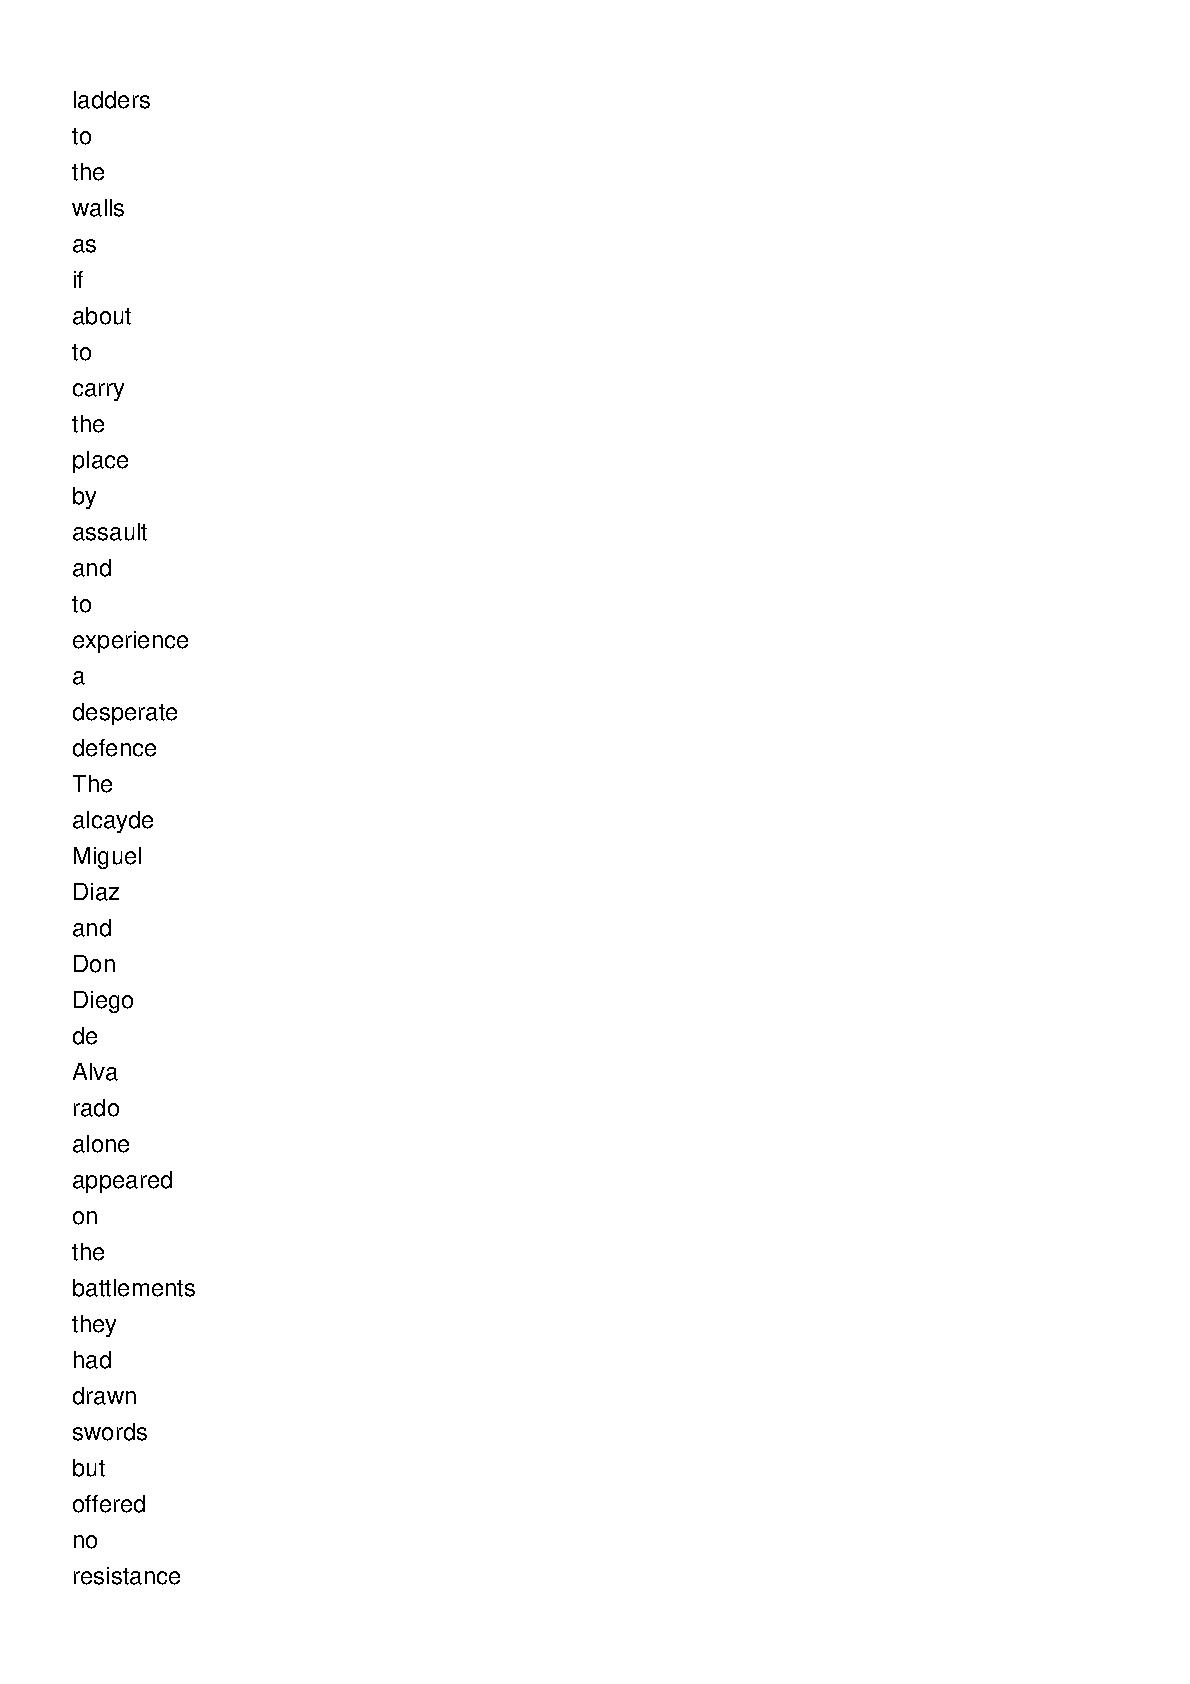 ladders
to
the
walls
as
if
about
to
carry
the
place
by
assault
and
to
experience
a
desperate
defence
The
alcayde
Miguel
Diaz
and
Don
Diego
de
Alva
rado
alone
appeared
on
the
battlements
they
had
drawn
swords
but
offered
no
resistance